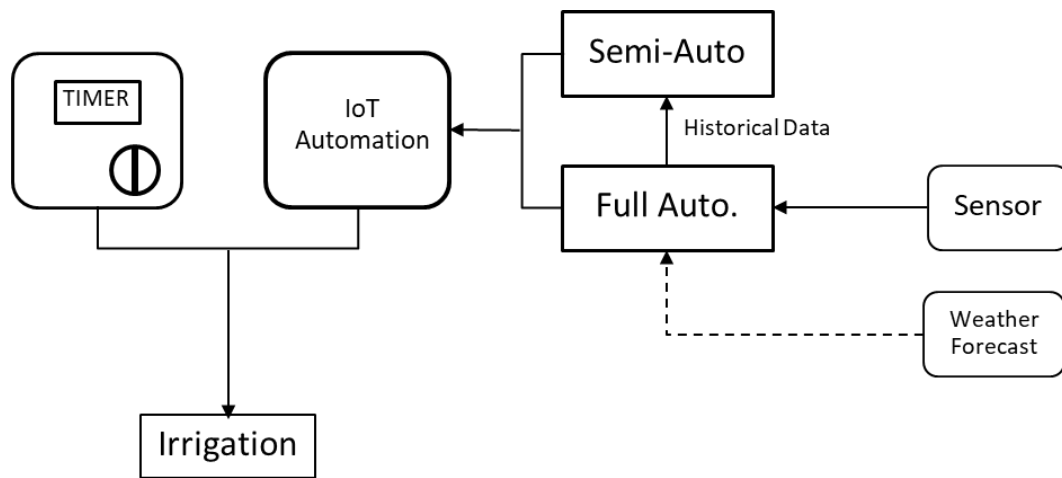 TIMER
IoT
Automation
Semi-Auto
Historical Data
Full Auto.
Sensor
Weather
Forecast
Irrigation